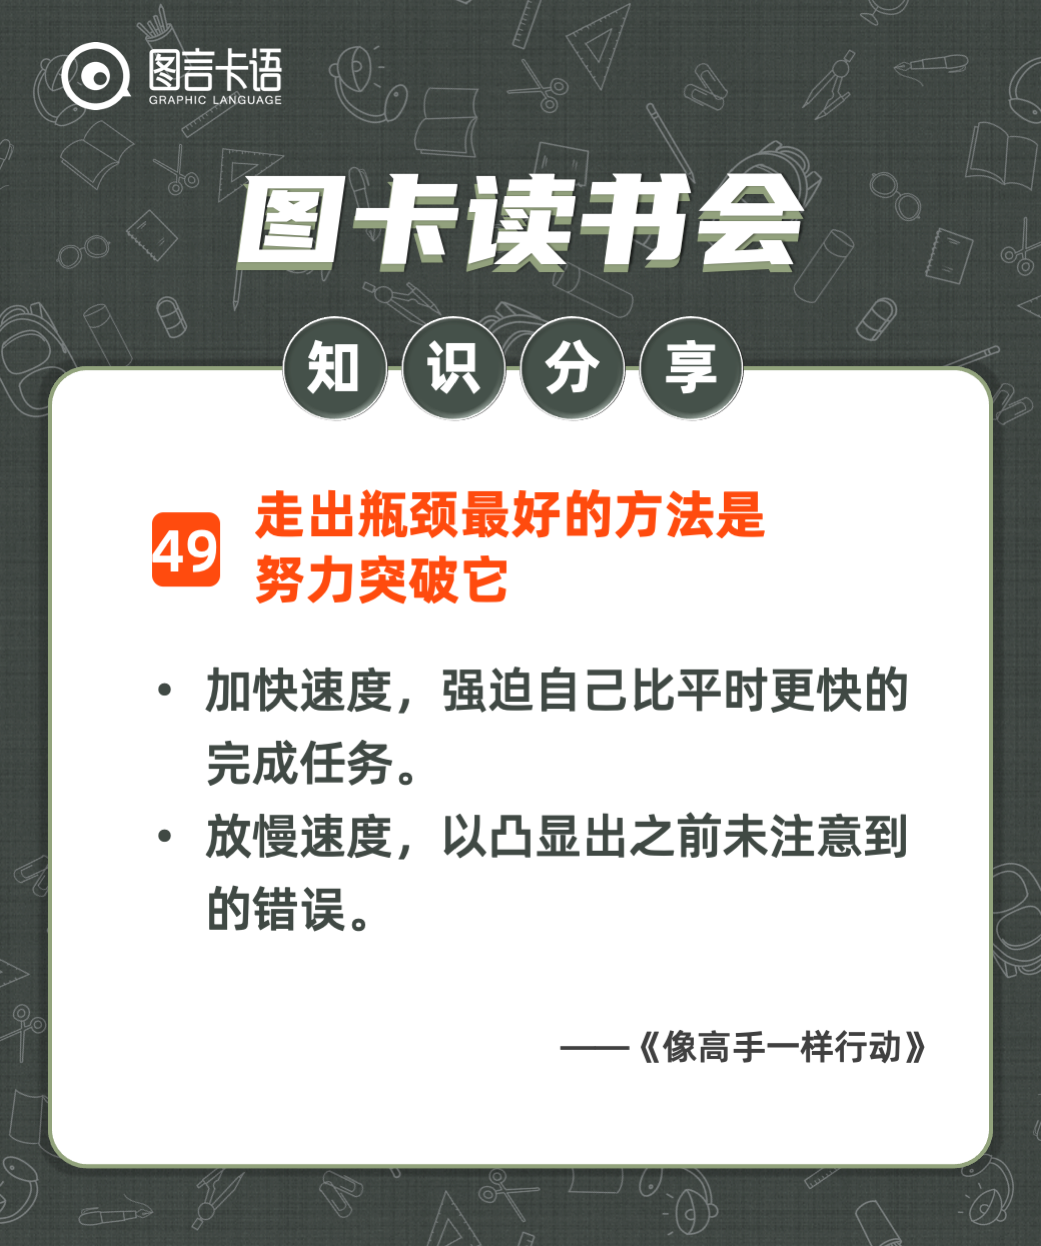 图言卡语
GRAPHIC LANGUAGE
图卡读书会
知识分享
49
走出瓶颈最好的方法是
努力突破它
• 加快速度，强迫自己比平时更快的
完成任务。
• 放慢速度，以凸显出之前未注意到
的错误。
——《像高手一样行动》